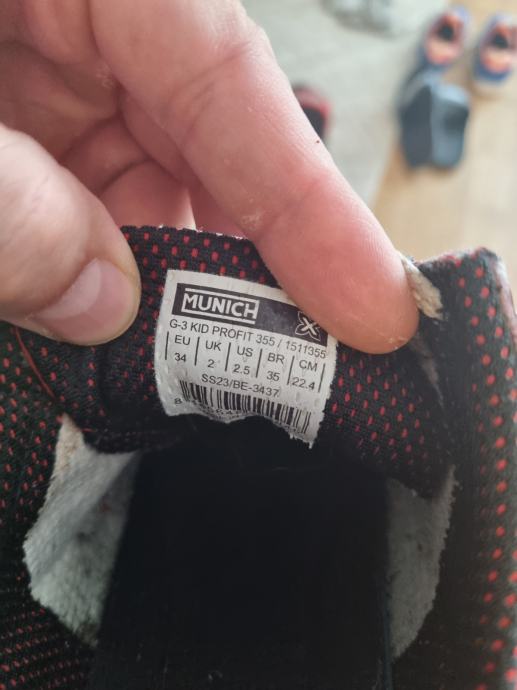 MUNICH
G-3 KID PROFIT 355 / 1511355
EU UK US BR CM
34 2 2.5 35 22.4
SS23/BE-3437